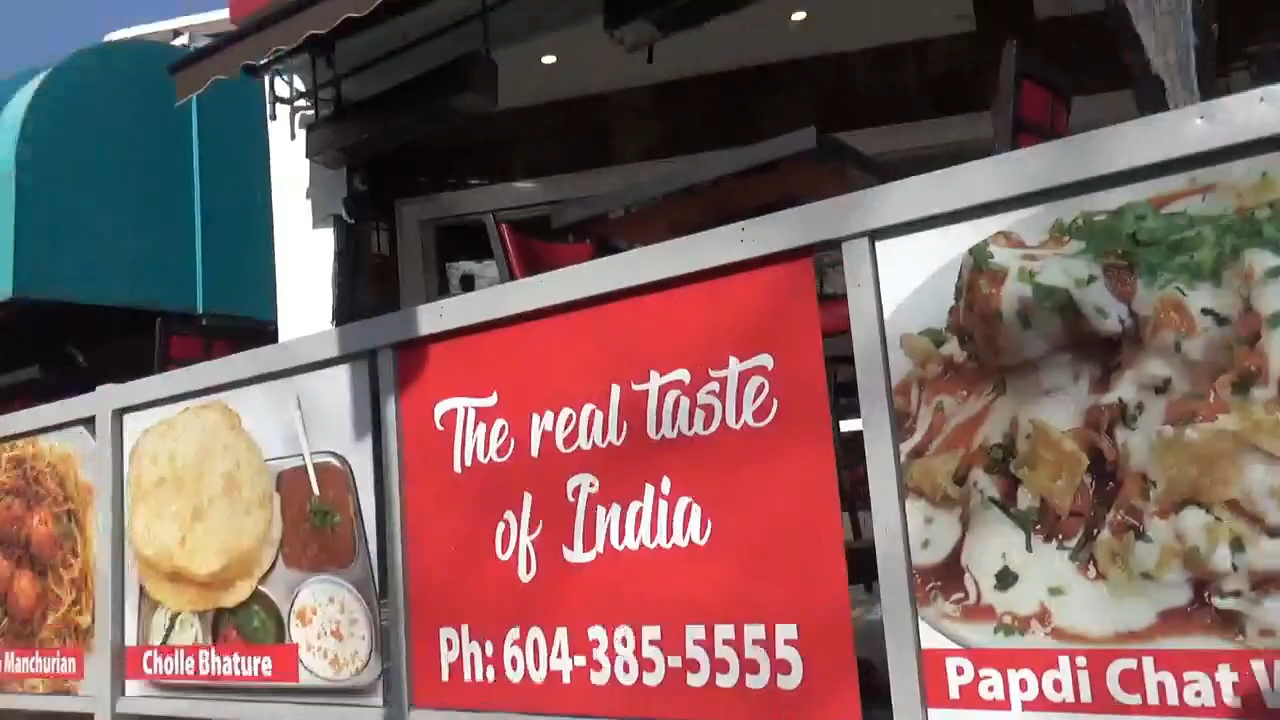 The real taste
of India
Ph: 604-385-5555
Manchurian
Cholle Bhature
Papdi Chat